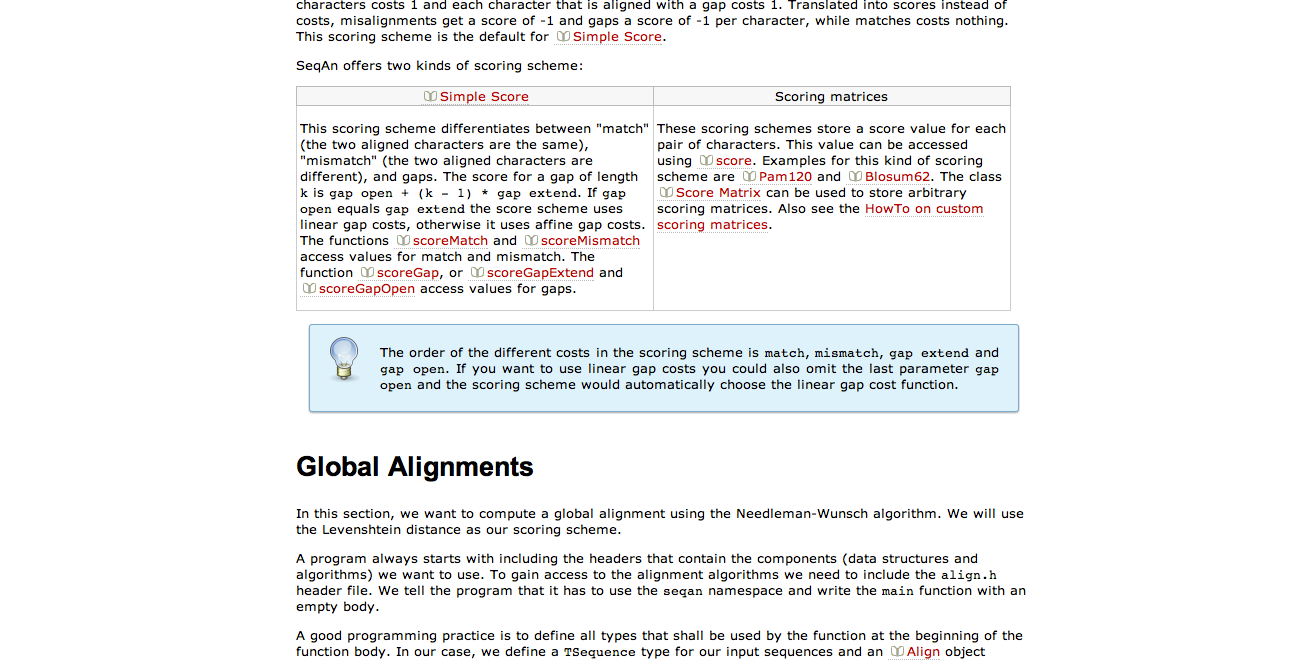 characters costs 1 and each character that is aligned with a gap costs 1. Translated into scores instead of
costs, misalignments get a score of -1 and gaps a score of -1 per character, while matches costs nothing.
This scoring scheme is the default for Simple Score.
SeqAn offers two kinds of scoring scheme:
Simple Score
This scoring scheme differentiates between "match"
(the two aligned characters are the same),
"mismatch" (the two aligned characters are
different), and gaps. The score for a gap of length
k is gap open + (k - 1) * gap extend. If gap
open equals gap extend the score scheme uses
linear gap costs, otherwise it uses affine gap costs.
The functions scoreMatch and scoreMismatch
access values for match and mismatch. The
function scoreGap, or scoreGapExtend and
scoreGapOpen access values for gaps.
Scoring matrices
These scoring schemes store a score value for each
pair of characters. This value can be accessed
using score. Examples for this kind of scoring
scheme are Pam120 and Blosum62. The class
Score Matrix can be used to store arbitrary
scoring matrices. Also see the HowTo on custom
scoring matrices.
The order of the different costs in the scoring scheme is match, mismatch, gap extend and
gap open. If you want to use linear gap costs you could also omit the last parameter gap
open and the scoring scheme would automatically choose the linear gap cost function.
Global Alignments
In this section, we want to compute a global alignment using the Needleman-Wunsch algorithm. We will use
the Levenshtein distance as our scoring scheme.
A program always starts with including the headers that contain the components (data structures and
algorithms) we want to use. To gain access to the alignment algorithms we need to include the align.h
header file. We tell the program that it has to use the seqan namespace and write the main function with an
empty body.
A good programming practice is to define all types that shall be used by the function at the beginning of the
function body. In our case, we define a TSequence type for our input sequences and an Align object